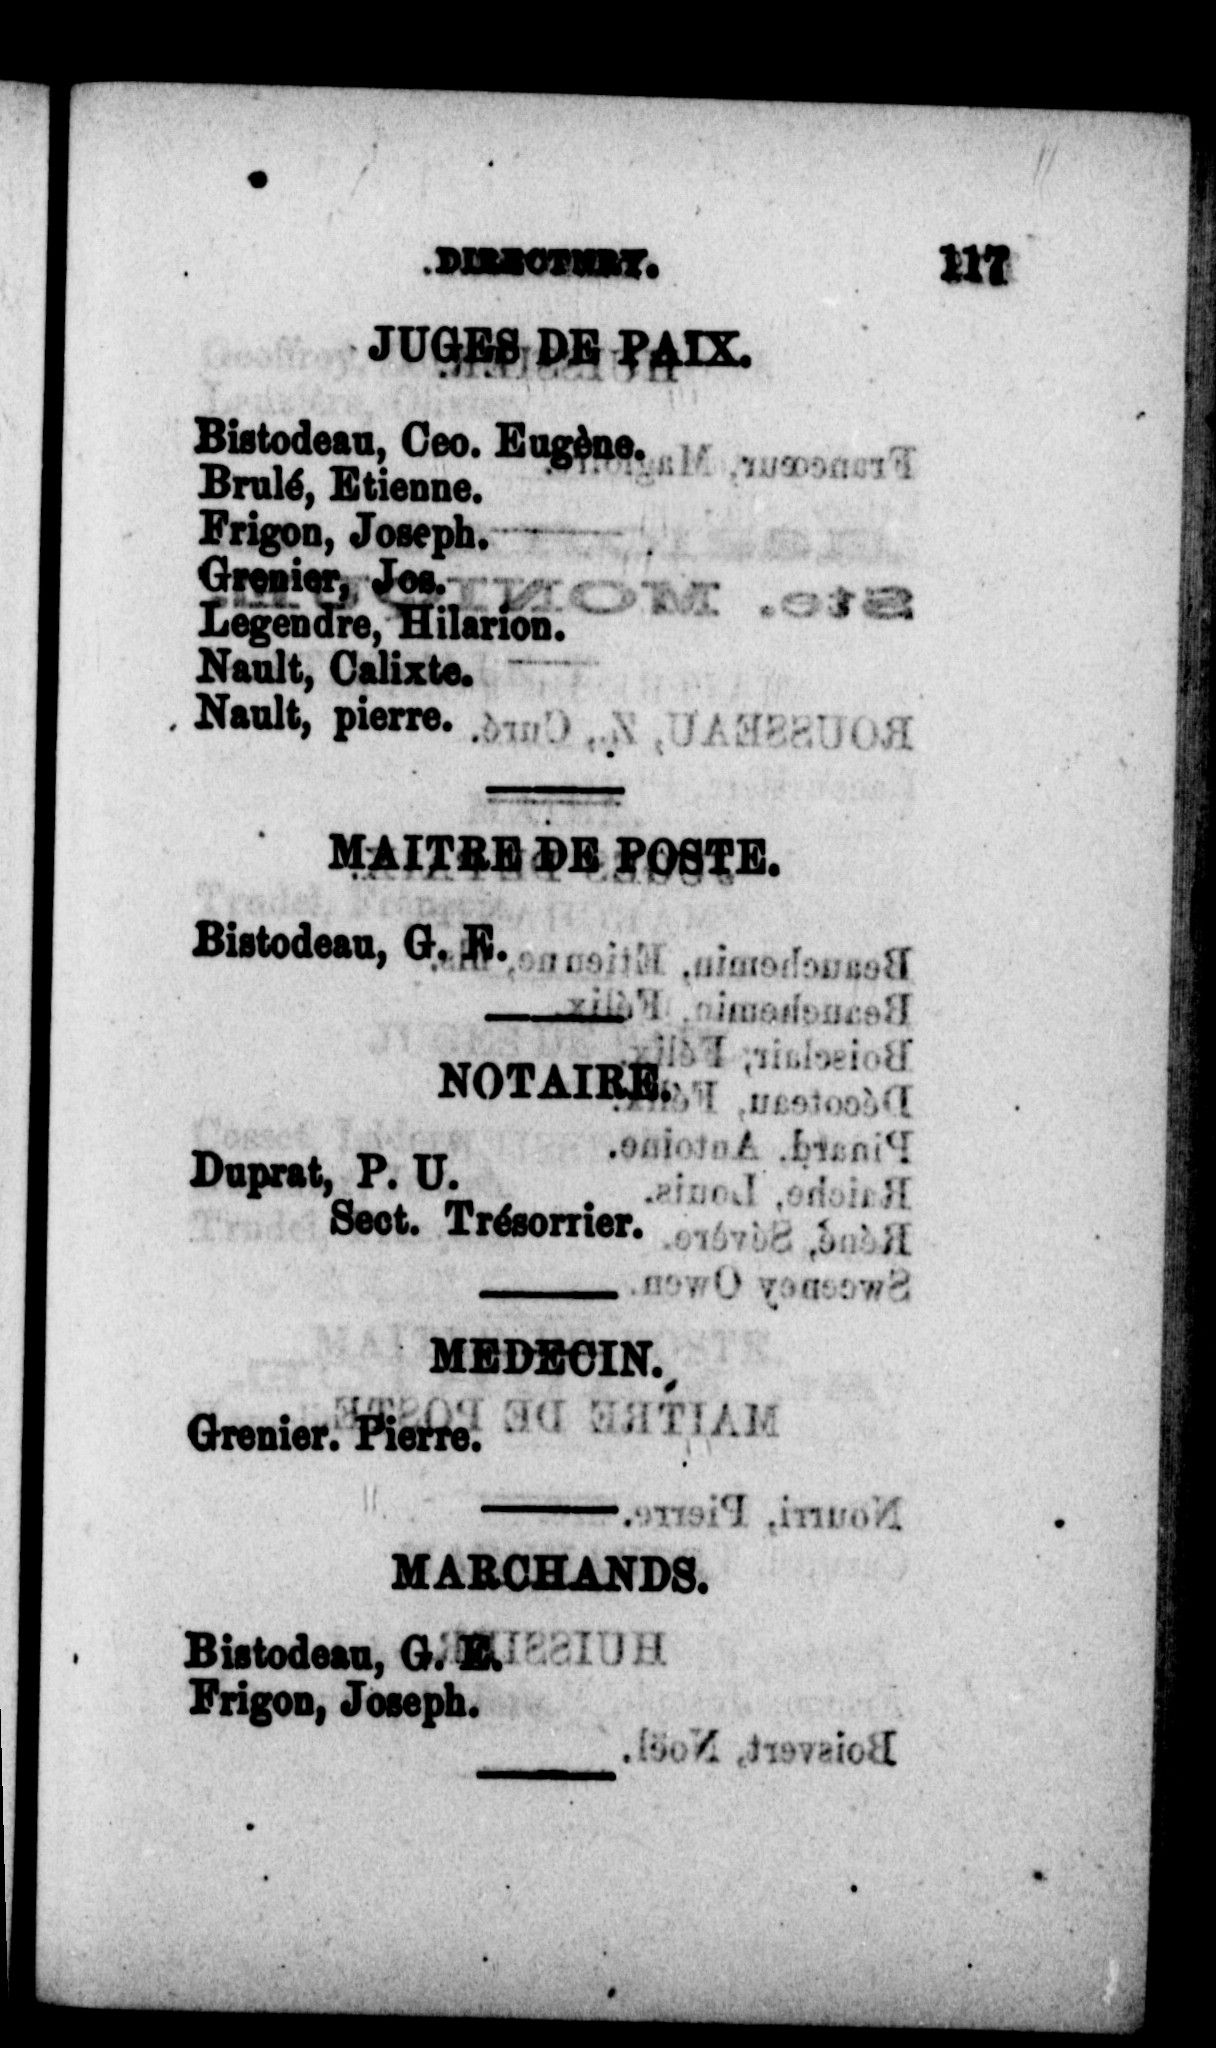 DIRECTORY. 117
JUGES DE PAIX.
Bistodeau, Ceo. Eugène.
Brulé, Etienne.
Frigon, Joseph.
Grenier, Jos.
Legendre, Hilarion.
Nault, Calixte.
Nault, pierre.
MAITRE DE POSTE.
Bistodeau, G. E.
NOTAIRE.
Duprat, P. U.
Sect. Trésorrier.
MEDECIN.
Grenier. Pierre.
MARCHANDS.
Bistodeau, G. E.
Frigon, Joseph.